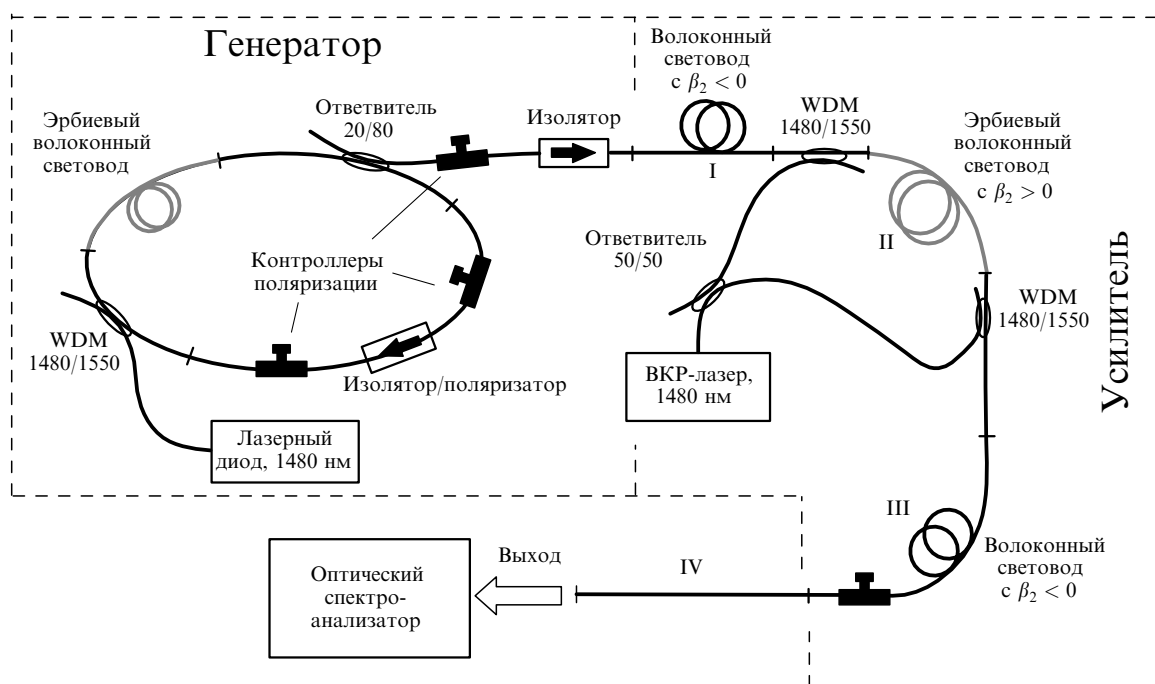 Генератор
Волоконный
световод
с β₂ < 0
Ответвитель
20/80
Изолятор
WDM
1480/1550
Эрбиевый
волоконный
световод
Эрбиевый
волоконный
световод
с β₂ > 0
I
II
Ответвитель
50/50
Контроллеры
поляризации
WDM
1480/1550
WDM
1480/1550
Усилитель
Изолятор/поляризатор
ВКР-лазер,
1480 нм
Лазерный
диод, 1480 нм
III
Волоконный
световод
с β₂ < 0
Выход
IV
Оптический
спектро-
анализатор